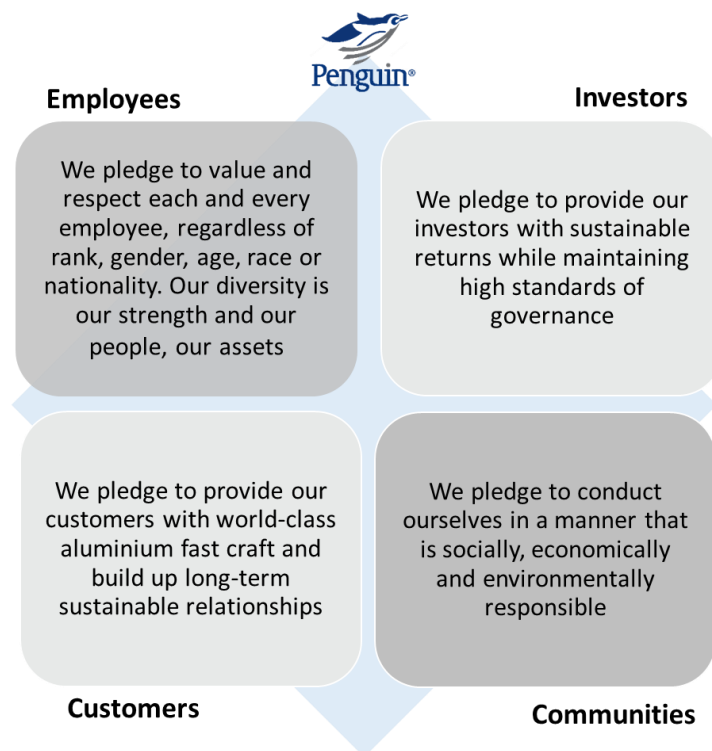 Penguin®
Employees
We pledge to value and
respect each and every
employee, regardless of
rank, gender, age, race or
nationality. Our diversity is
our strength and our
people, our assets
Investors
We pledge to provide our
investors with sustainable
returns while maintaining
high standards of
governance
We pledge to provide our
customers with world-class
aluminium fast craft and
build up long-term
sustainable relationships
Customers
We pledge to conduct
ourselves in a manner that
is socially, economically
and environmentally
responsible
Communities